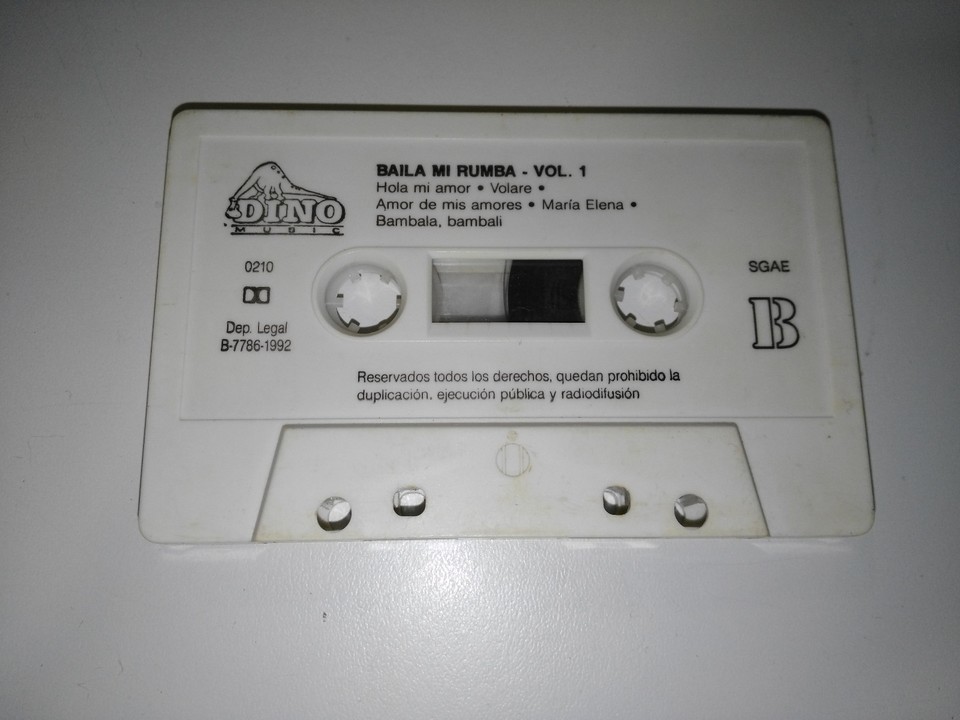 DINO
MUSIC
BAILA MI RUMBA - VOL. 1
Hola mi amor • Volare •
Amor de mis amores • María Elena •
Bambala, bambali
0210
Dep. Legal
B-7786-1992
SGAE
B
Reservados todos los derechos, quedan prohibido la
duplicación, ejecución pública y radiodifusión